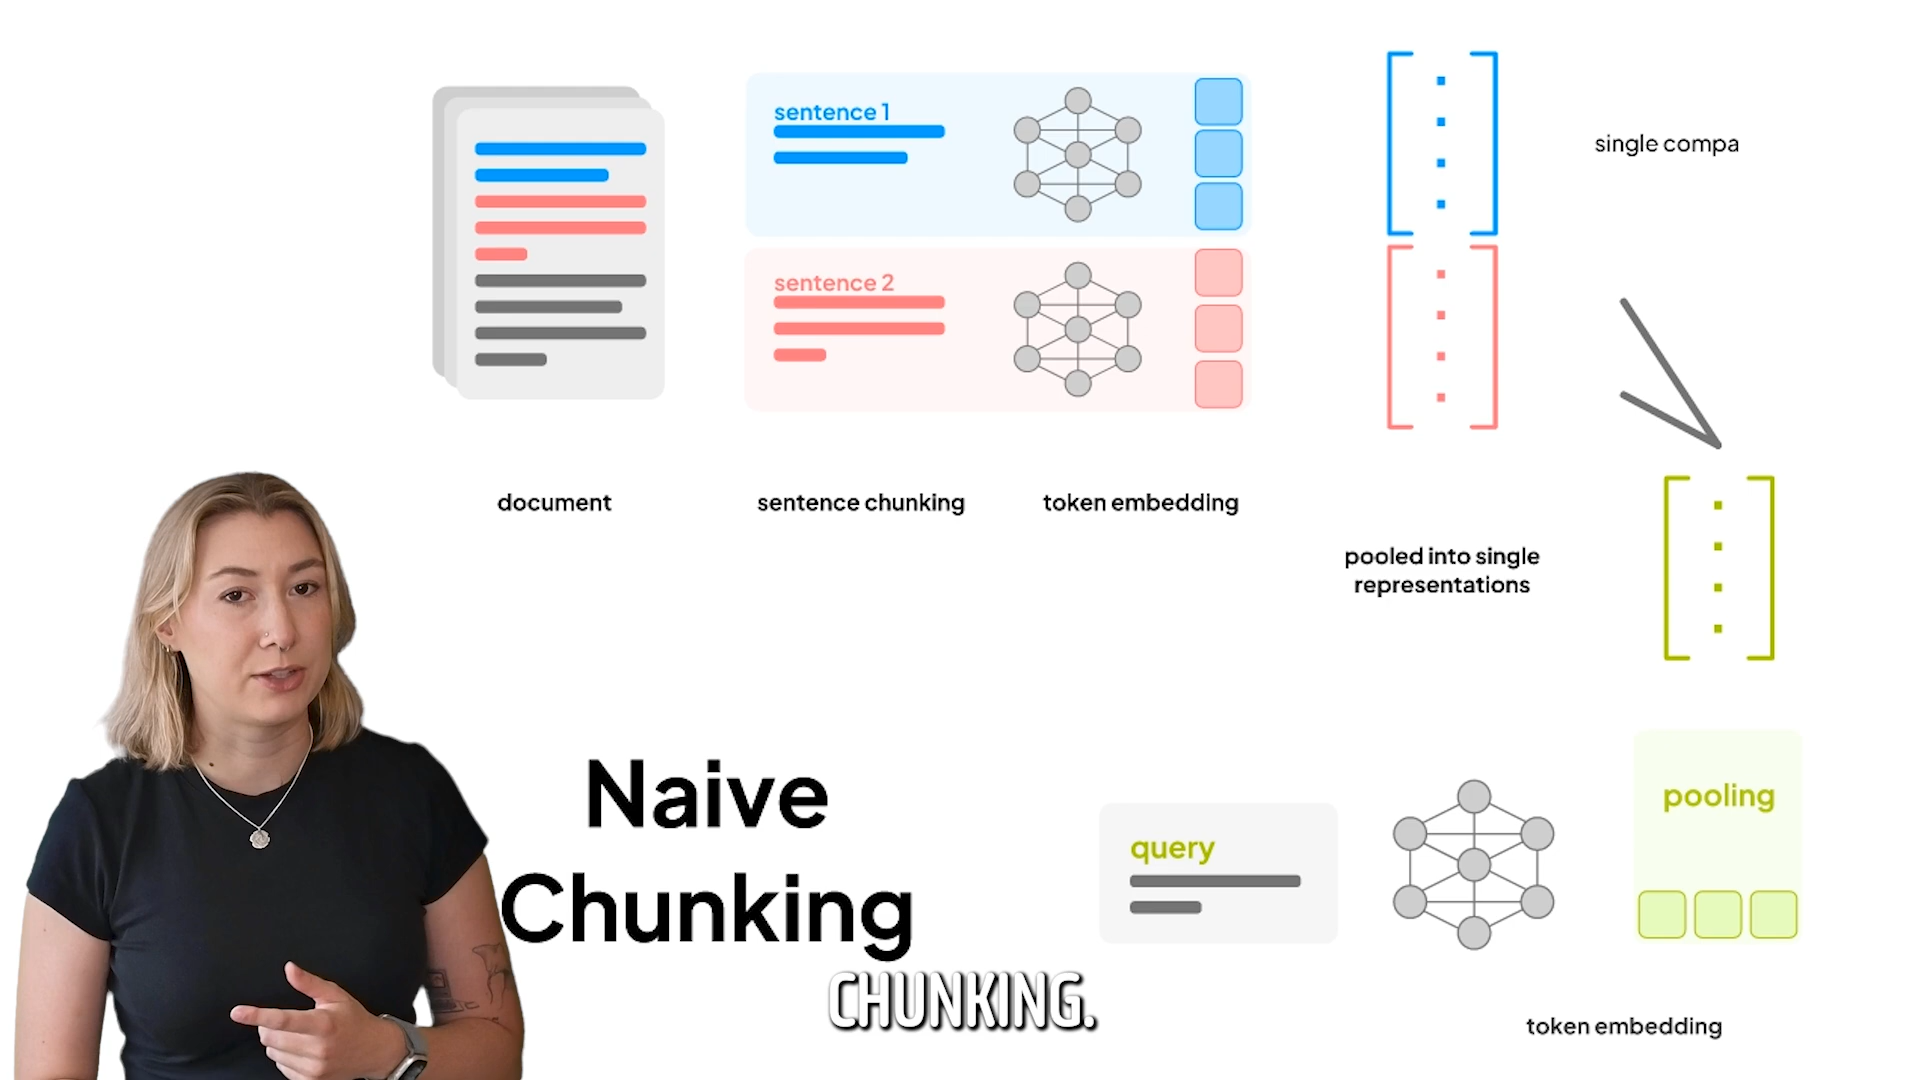 sentence 1
single compa
sentence 2
document
sentence chunking
token embedding
pooled into single
representations
Naive
Chunking
query
pooling
CHUNKING.
token embedding